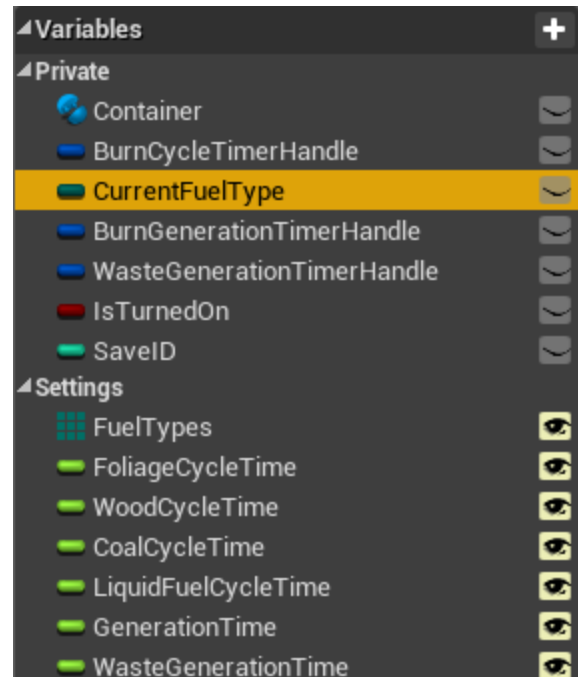 Variables
Private
Container
BurnCycleTimerHandle
CurrentFuelType
BurnGenerationTimerHandle
WasteGenerationTimerHandle
IsTurnedOn
SaveID
Settings
FuelTypes
FoliageCycleTime
WoodCycleTime
CoalCycleTime
LiquidFuelCycleTime
GenerationTime
WasteGenerationTime